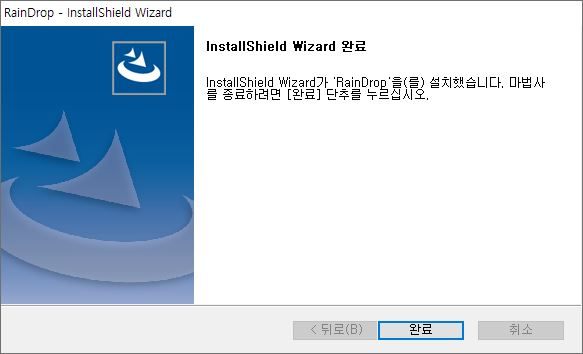 RainDrop - InstallShield Wizard
InstallShield Wizard 완료
InstallShield Wizard가 'RainDrop'을(를) 설치했습니다. 마법사
를 종료하려면 [완료] 단추를 누르십시오.
< 뒤로(B)
완료
취소